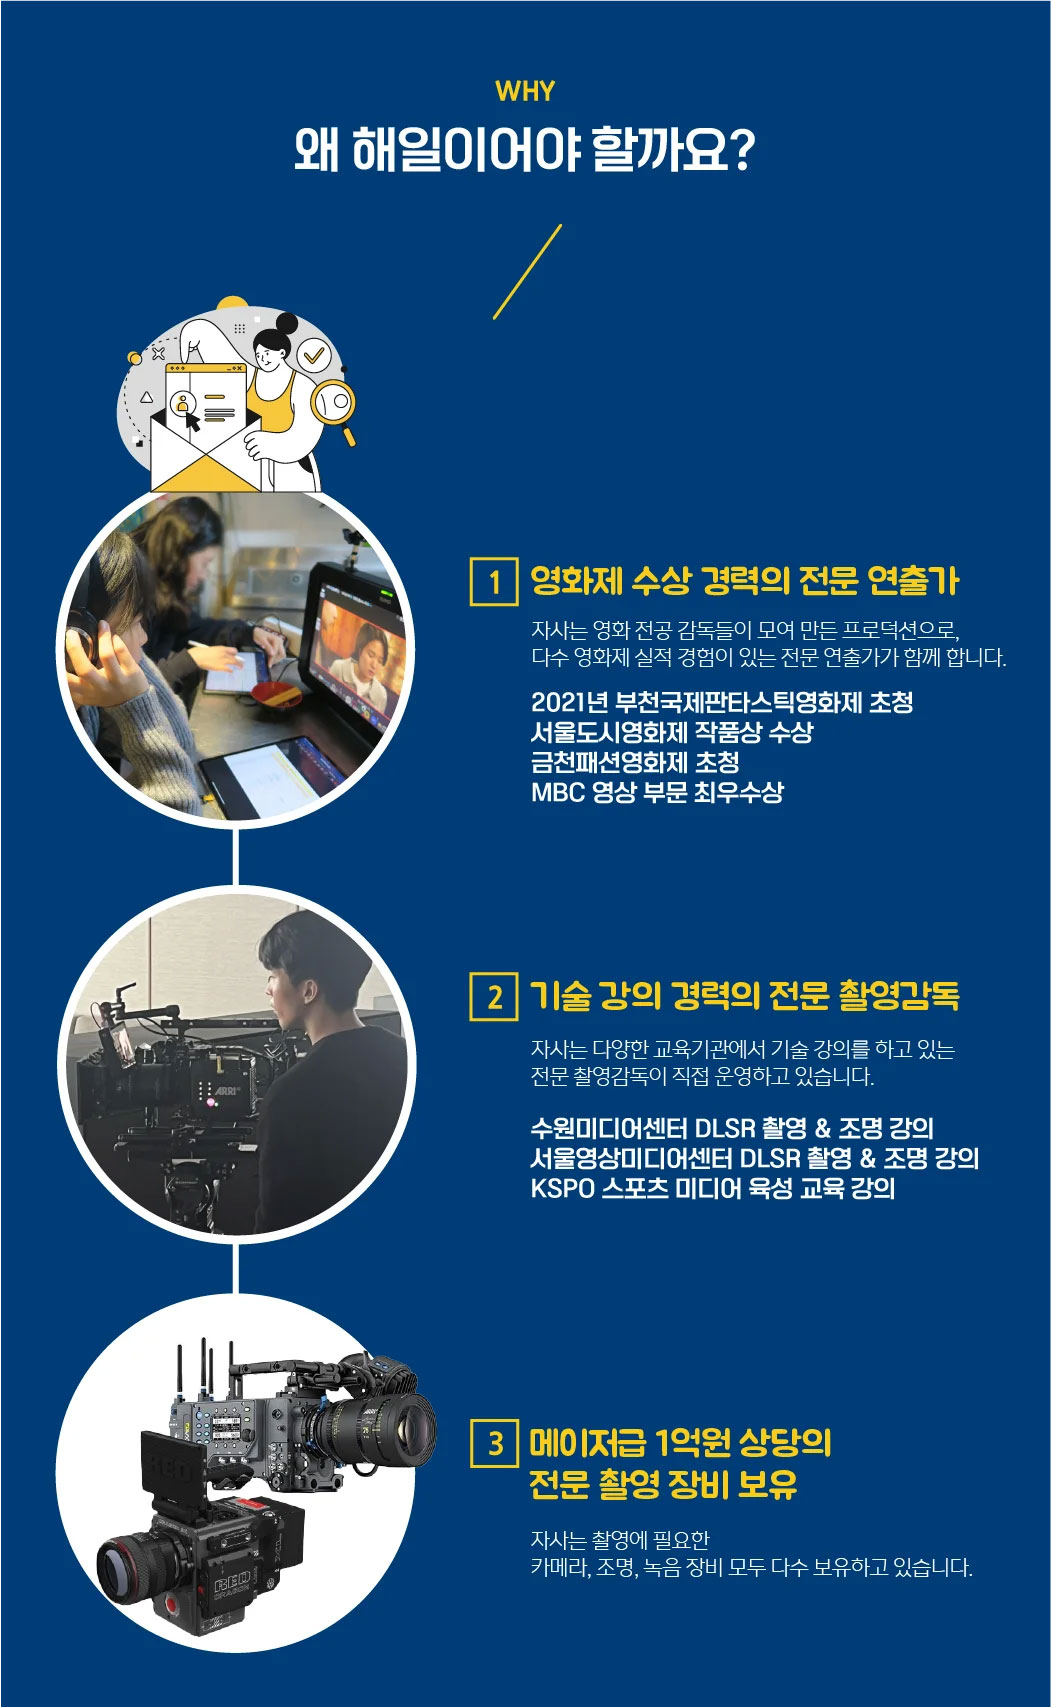 WHY
왜 해일이어야 할까요?
1 영화제 수상 경력의 전문 연출가
자사는 영화 전공 감독들이 모여 만든 프로덕션으로,
다수 영화제 실적 경험이 있는 전문 연출가가 함께 합니다.
2021년 부천국제판타스틱영화제 초청
서울도시영화제 작품상 수상
금천패션영화제 초청
MBC 영상 부문 최우수상
ARRI
2 기술 강의 경력의 전문 촬영감독
자사는 다양한 교육기관에서 기술 강의를 하고 있는
전문 촬영감독이 직접 운영하고 있습니다.
수원미디어센터 DLSR 촬영 & 조명 강의
서울영상미디어센터 DLSR 촬영 & 조명 강의
KSPO 스포츠 미디어 육성 교육 강의
3 메이저급 1억원 상당의
전문 촬영 장비 보유
자사는 촬영에 필요한
카메라, 조명, 녹음 장비 모두 다수 보유하고 있습니다.
ARRI
RED
RED
DRAGON